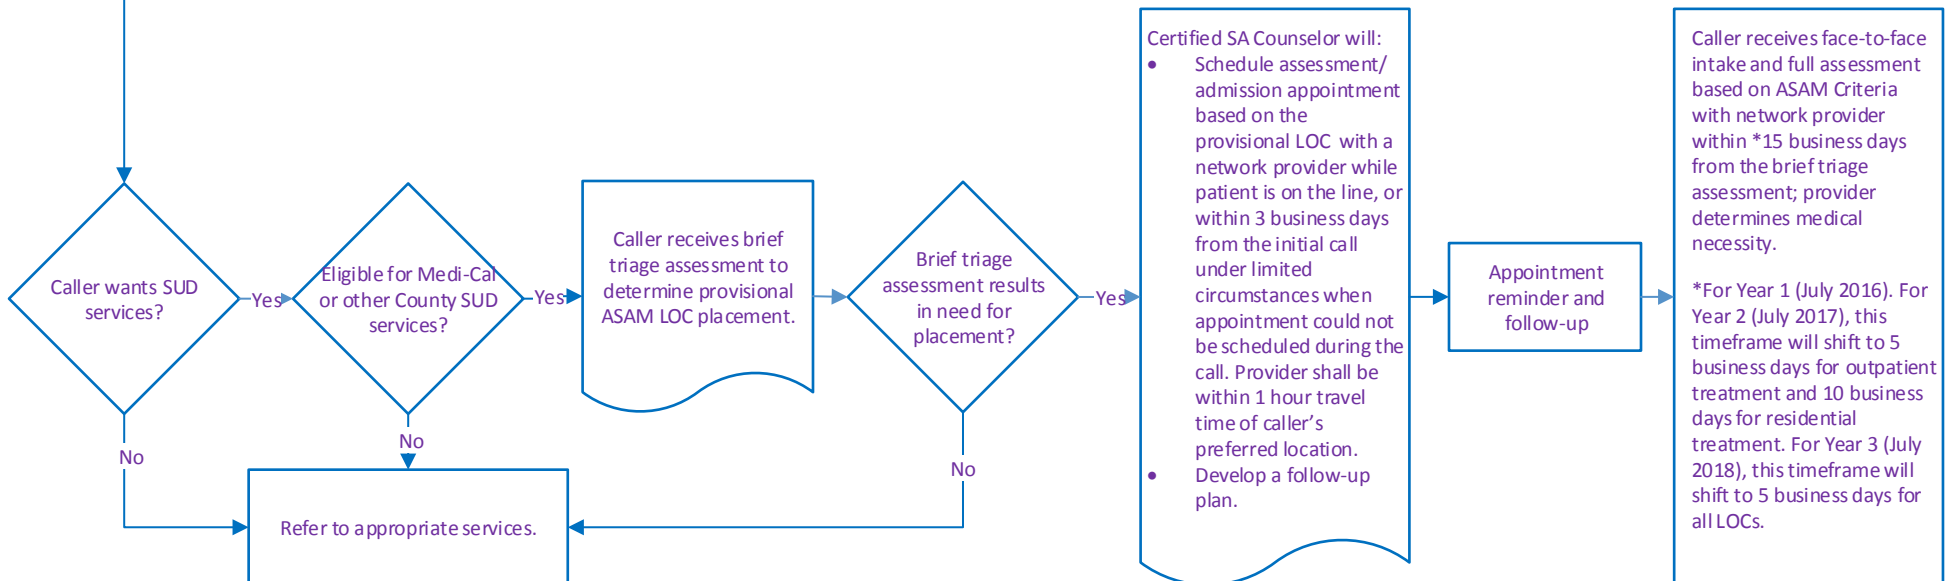 Caller wants SUD
services?
Yes
No
Eligible for Medi-Cal
or other County SUD
services?
Yes
No
Caller receives brief
triage assessment to
determine provisional
ASAM LOC placement.
Brief triage
assessment results
in need for
placement?
Yes
No
Refer to appropriate services.
Certified SA Counselor will:
• Schedule assessment/
admission appointment
based on the
provisional LOC with a
network provider while
patient is on the line, or
within 3 business days
from the initial call
under limited
circumstances when
appointment could not
be scheduled during the
call. Provider shall be
within 1 hour travel
time of caller’s
preferred location.
• Develop a follow-up
plan.
Appointment
reminder and
follow-up
Caller receives face-to-face
intake and full assessment
based on ASAM Criteria
with network provider
within *15 business days
from the brief triage
assessment; provider
determines medical
necessity.
*For Year 1 (July 2016). For
Year 2 (July 2017), this
timeframe will shift to 5
business days for outpatient
treatment and 10 business
days for residential
treatment. For Year 3 (July
2018), this timeframe will
shift to 5 business days for
all LOCs.